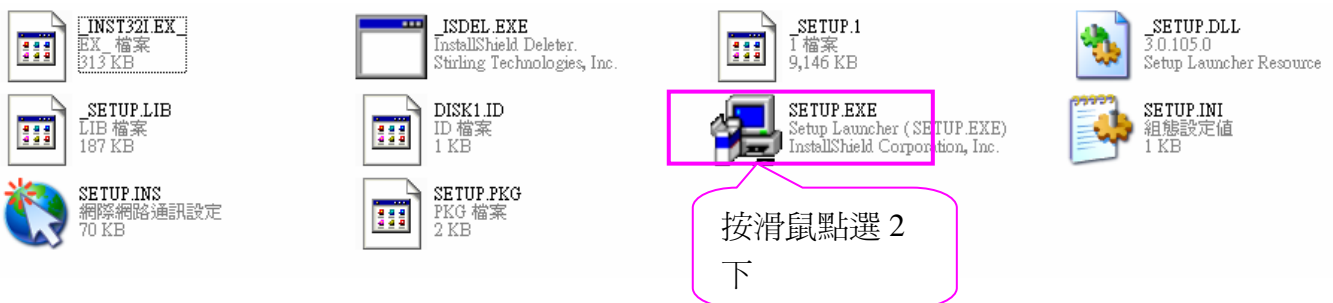 _INST32I.EX_
EX_ 檔案
313 KB
_ISDEL.EXE
InstallShield Deleter.
Stirling Technologies, Inc.
_SETUP.1
1 檔案
9,146 KB
_SETUP.DLL
3.0.105.0
Setup Launcher Resource
_SETUP.LIB
LIB 檔案
187 KB
DISK1.ID
ID 檔案
1 KB
SETUP.EXE
Setup Launcher (SETUP.EXE)
InstallShield Corporation, Inc.
SETUP.INI
組態設定值
1 KB
SETUP.INS
網際網路通訊設定
70 KB
SETUP.PKG
PKG 檔案
2 KB
按滑鼠點選 2
下